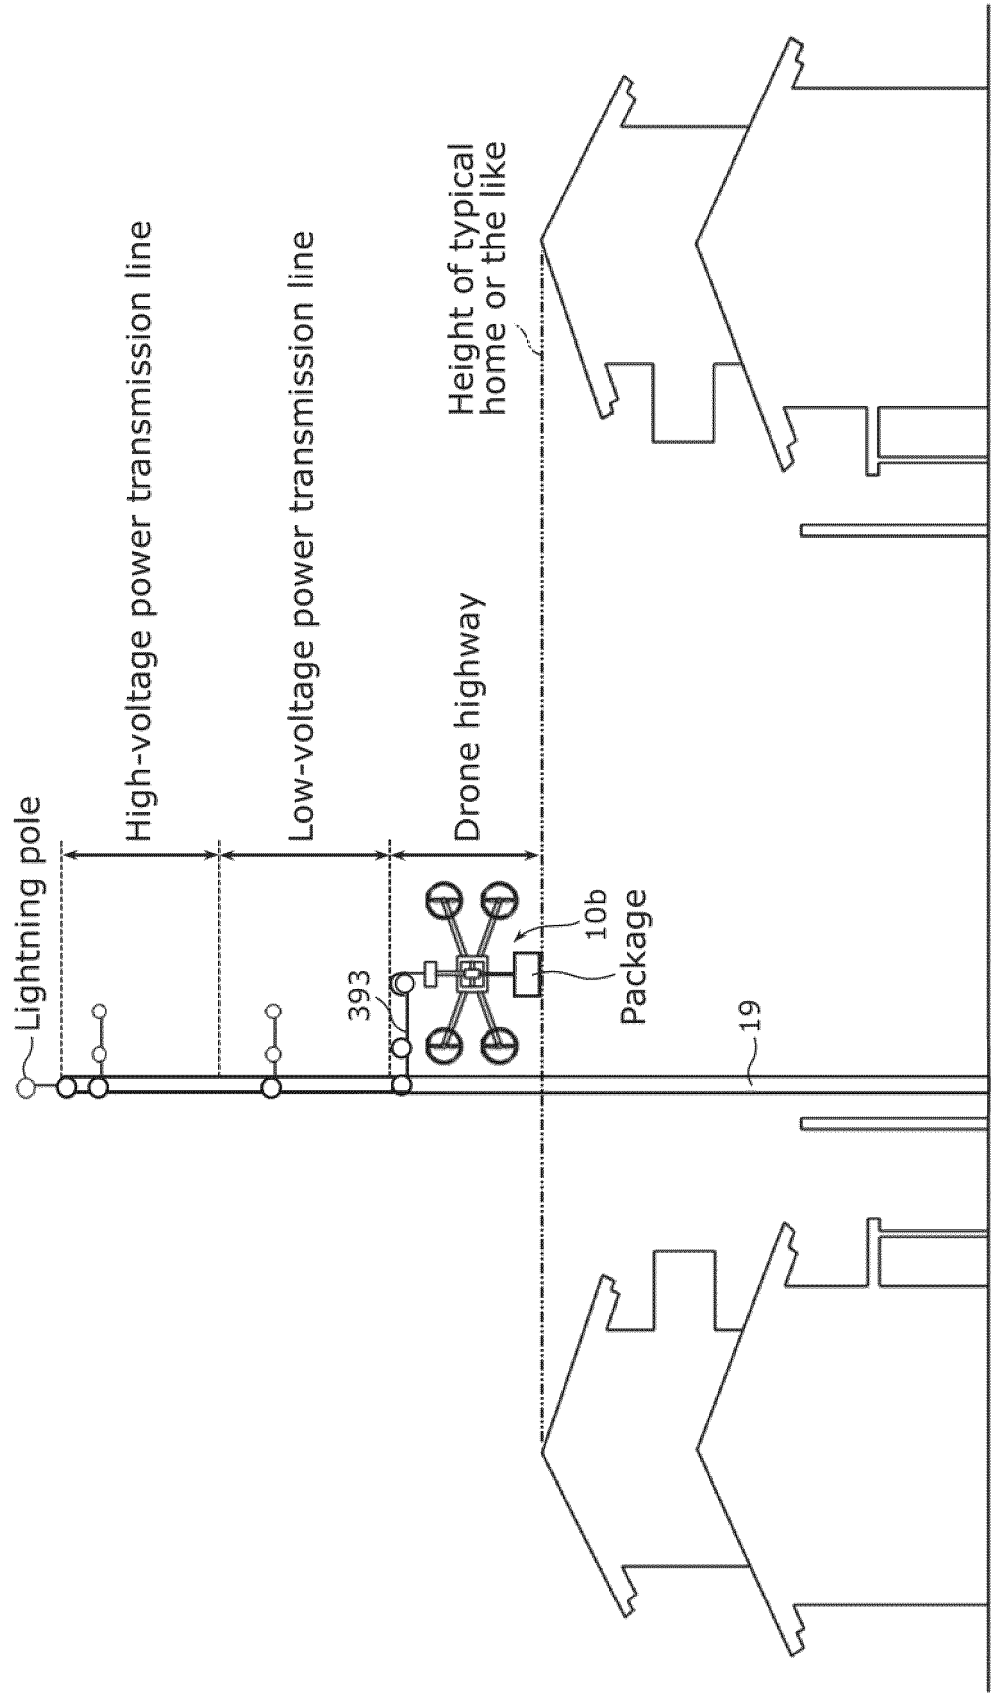 Lightning pole
High-voltage power transmission line
Low-voltage power transmission line
393
Drone highway
Height of typical
home or the like
10b
Package
19